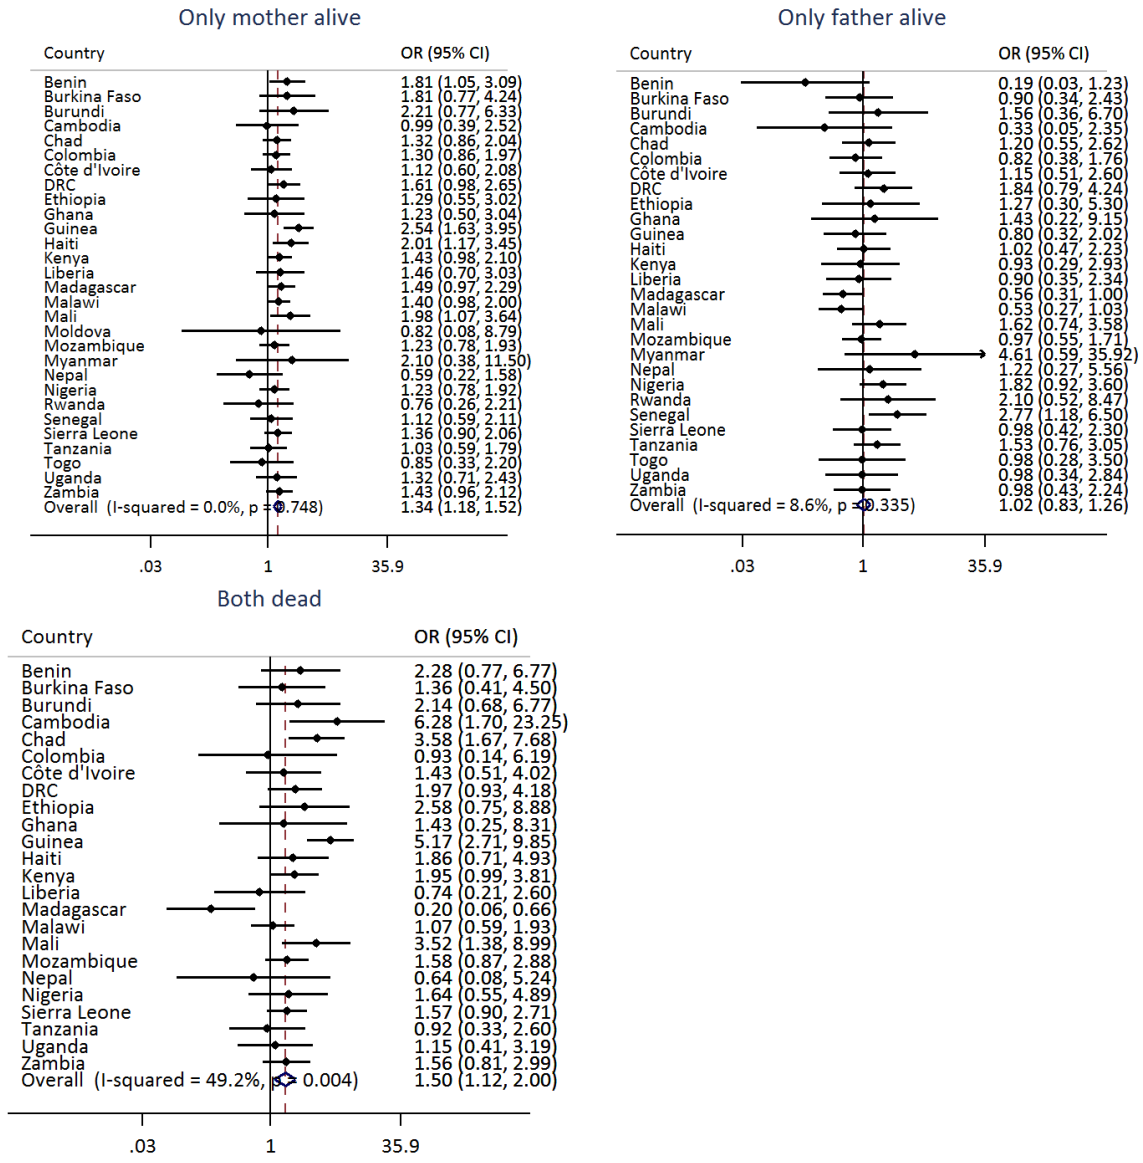 Only mother alive
Country OR (95% CI)
Benin 1.81 (1.05, 3.09)
Burkina Faso 1.81 (0.77, 4.24)
Burundi 2.21 (0.77, 6.33)
Cambodia 0.99 (0.39, 2.52)
Chad 1.32 (0.86, 2.04)
Colombia 1.30 (0.86, 1.97)
Côte d'Ivoire 1.12 (0.60, 2.08)
DRC 1.61 (0.98, 2.65)
Ethiopia 1.29 (0.55, 3.02)
Ghana 1.23 (0.50, 3.04)
Guinea 2.54 (1.63, 3.95)
Haiti 2.01 (1.17, 3.45)
Kenya 1.43 (0.98, 2.10)
Liberia 1.46 (0.70, 3.03)
Madagascar 1.49 (0.97, 2.29)
Malawi 1.40 (0.98, 2.00)
Mali 1.98 (1.07, 3.64)
Moldova 0.82 (0.08, 8.79)
Mozambique 1.23 (0.78, 1.93)
Myanmar 2.10 (0.38, 11.50)
Nepal 0.59 (0.22, 1.58)
Nigeria 1.23 (0.78, 1.92)
Rwanda 0.76 (0.26, 2.21)
Senegal 1.12 (0.59, 2.11)
Sierra Leone 1.36 (0.90, 2.06)
Tanzania 1.03 (0.59, 1.79)
Togo 0.85 (0.33, 2.20)
Uganda 1.32 (0.71, 2.43)
Zambia 1.43 (0.96, 2.12)
Overall (I-squared = 0.0%, p = 0.748) 1.34 (1.18, 1.52)
.03 1 35.9
Only father alive
Country OR (95% CI)
Benin 0.19 (0.03, 1.23)
Burkina Faso 0.90 (0.34, 2.43)
Burundi 1.56 (0.36, 6.70)
Cambodia 0.33 (0.05, 2.35)
Chad 1.20 (0.55, 2.62)
Colombia 0.82 (0.38, 1.76)
Côte d'Ivoire 1.15 (0.51, 2.60)
DRC 1.84 (0.79, 4.24)
Ethiopia 1.27 (0.30, 5.30)
Ghana 1.43 (0.22, 9.15)
Guinea 0.80 (0.32, 2.02)
Haiti 1.02 (0.47, 2.23)
Kenya 0.93 (0.29, 2.93)
Liberia 0.90 (0.35, 2.34)
Madagascar 0.56 (0.31, 1.00)
Malawi 0.53 (0.27, 1.03)
Mali 1.62 (0.74, 3.58)
Mozambique 0.97 (0.55, 1.71)
Myanmar 4.61 (0.59, 35.92)
Nepal 1.22 (0.27, 5.56)
Nigeria 1.82 (0.92, 3.60)
Rwanda 2.10 (0.52, 8.47)
Senegal 2.77 (1.18, 6.50)
Sierra Leone 0.98 (0.42, 2.30)
Tanzania 1.53 (0.76, 3.05)
Togo 0.98 (0.28, 3.50)
Uganda 0.98 (0.34, 2.84)
Zambia 0.98 (0.43, 2.24)
Overall (I-squared = 8.6%, p = 0.335) 1.02 (0.83, 1.26)
.03 1 35.9
Both dead
Country OR (95% CI)
Benin 2.28 (0.77, 6.77)
Burkina Faso 1.36 (0.41, 4.50)
Burundi 2.14 (0.68, 6.77)
Cambodia 6.28 (1.70, 23.25)
Chad 3.58 (1.67, 7.68)
Colombia 0.93 (0.14, 6.19)
Côte d'Ivoire 1.43 (0.51, 4.02)
DRC 1.97 (0.93, 4.18)
Ethiopia 2.58 (0.75, 8.88)
Ghana 1.43 (0.25, 8.31)
Guinea 5.17 (2.71, 9.85)
Haiti 1.86 (0.71, 4.93)
Kenya 1.95 (0.99, 3.81)
Liberia 0.74 (0.21, 2.60)
Madagascar 0.20 (0.06, 0.66)
Malawi 1.07 (0.59, 1.93)
Mali 3.52 (1.38, 8.99)
Mozambique 1.58 (0.87, 2.88)
Nepal 0.64 (0.08, 5.24)
Nigeria 1.64 (0.55, 4.89)
Sierra Leone 1.57 (0.90, 2.71)
Tanzania 0.92 (0.33, 2.60)
Uganda 1.15 (0.41, 3.19)
Zambia 1.56 (0.81, 2.99)
Overall (I-squared = 49.2%, p = 0.004) 1.50 (1.12, 2.00)
.03 1 35.9